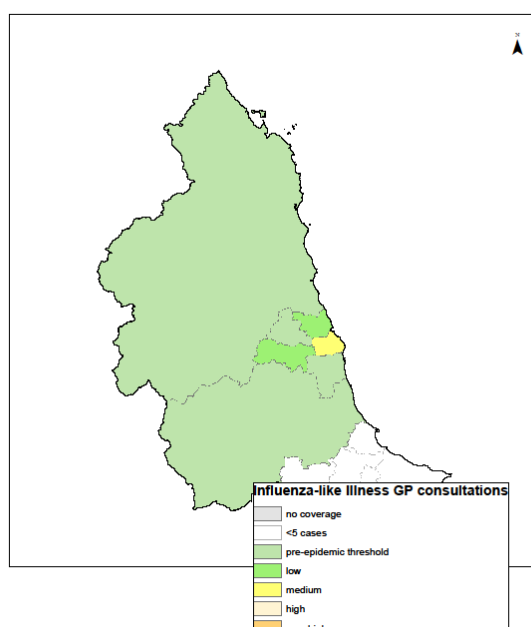 N
Influenza-like Illness GP consultations
no coverage
<5 cases
pre-epidemic threshold
low
medium
high